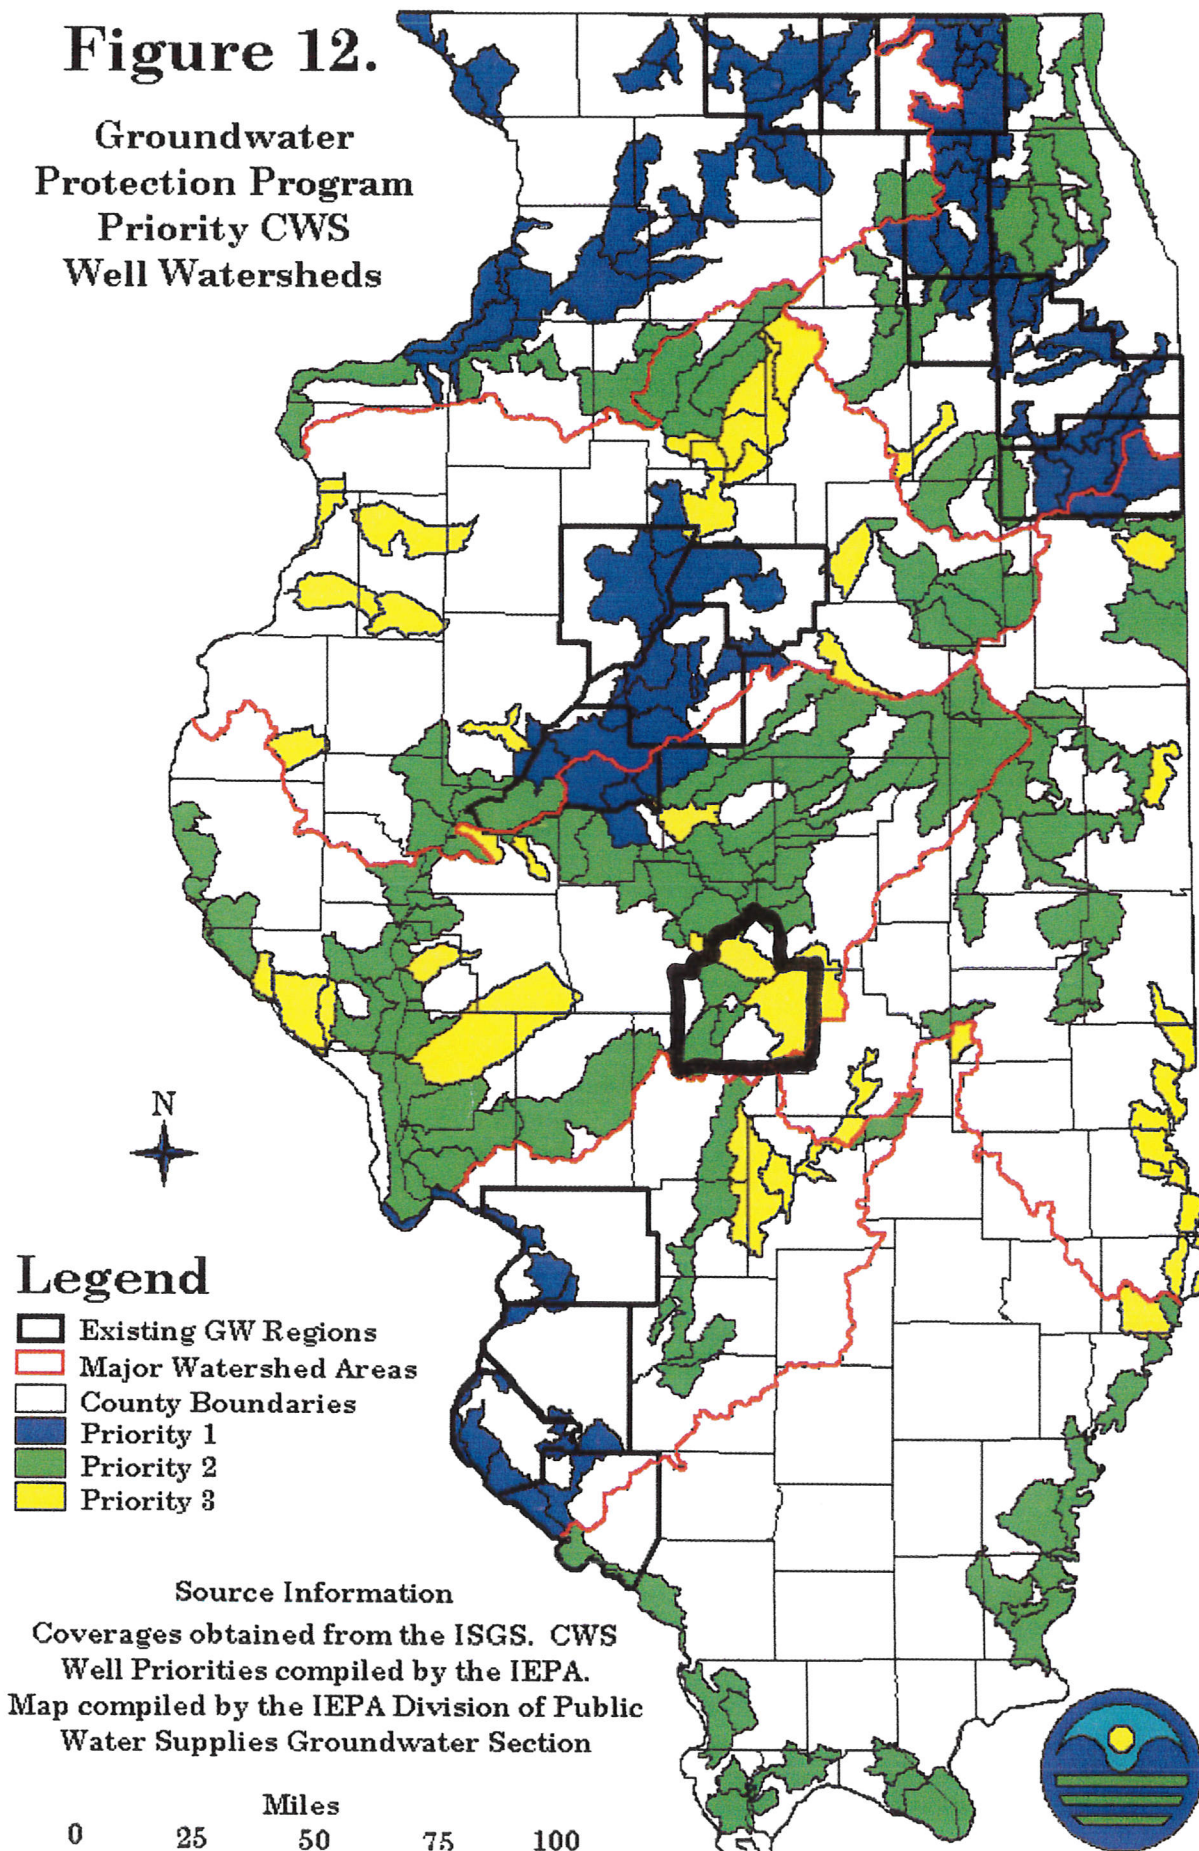 Figure 12.
Groundwater
Protection Program
Priority CWS
Well Watersheds
N
Legend
Existing GW Regions
Major Watershed Areas
County Boundaries
Priority 1
Priority 2
Priority 3
Source Information
Coverages obtained from the ISGS. CWS
Well Priorities compiled by the IEPA.
Map compiled by the IEPA Division of Public
Water Supplies Groundwater Section
Miles
0 25 50 75 100